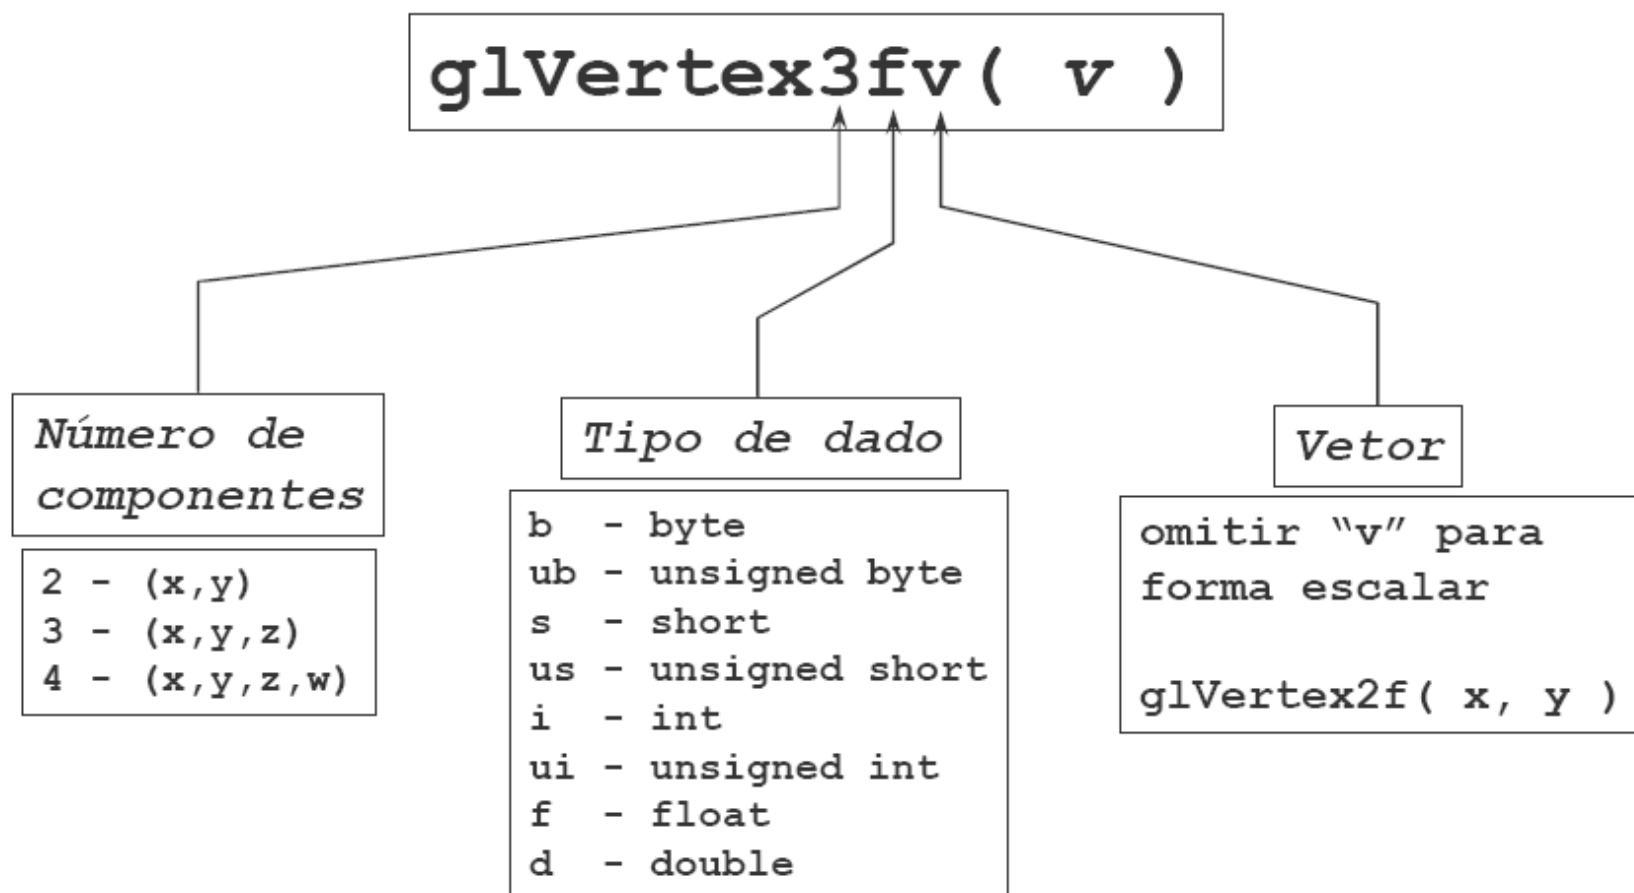 glVertex3fv( v )
Número de
componentes
2 - (x,y)
3 - (x,y,z)
4 - (x,y,z,w)
Tipo de dado
b - byte
ub - unsigned byte
s - short
us - unsigned short
i - int
ui - unsigned int
f - float
d - double
Vetor
omitir “v” para
forma escalar
glVertex2f( x, y )